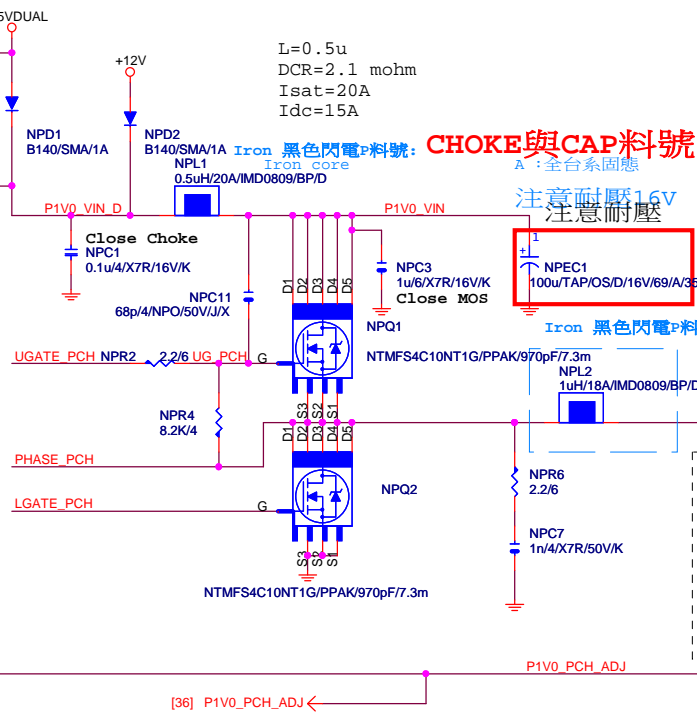 5VDUAL
+12V
L=0.5u
DCR=2.1 mohm
Isat=20A
Idc=15A
NPD1
B140/SMA/1A
NPD2
B140/SMA/1A
Iron 黑色閃電P料號:
Iron core
CHOKE與CAP料號
A :全台系固態
NPL1
0.5uH/20A/IMD0809/BP/D
注意耐壓16V
注意耐壓
P1V0_VIN_D
P1V0_VIN
Close Choke
NPC1
0.1u/4/X7R/16V/K
NPC11
68p/4/NPO/50V/J/X
D1
D2
D3
D4
D5
NPC3
1u/6/X7R/16V/K
Close MOS
1
+
NPEC1
100u/TAP/OS/D/16V/69/A/35
NPQ1
NTMFS4C10NT1G/PPAK/970pF/7.3m
Iron 黑色閃電P料
UGATE_PCH
NPR2
2.2/6
UG_PCH
G
S3
S2
S1
NPL2
1uH/18A/IMD0809/BP/D
NPR4
8.2K/4
D1
D2
D3
D4
D5
PHASE_PCH
LGATE_PCH
G
NPQ2
S3
S2
S1
NTMFS4C10NT1G/PPAK/970pF/7.3m
NPR6
2.2/6
NPC7
1n/4/X7R/50V/K
P1V0_PCH_ADJ
[36] P1V0_PCH_ADJ